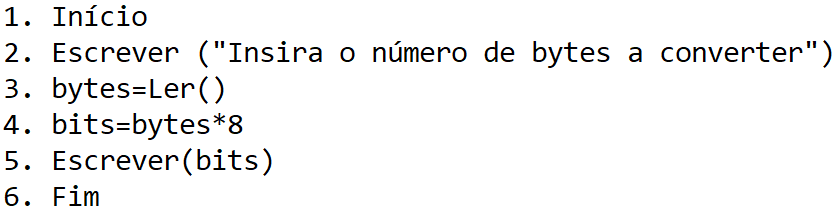 1. Início
2. Escrever ("Insira o número de bytes a converter")
3. bytes=Ler()
4. bits=bytes*8
5. Escrever(bits)
6. Fim